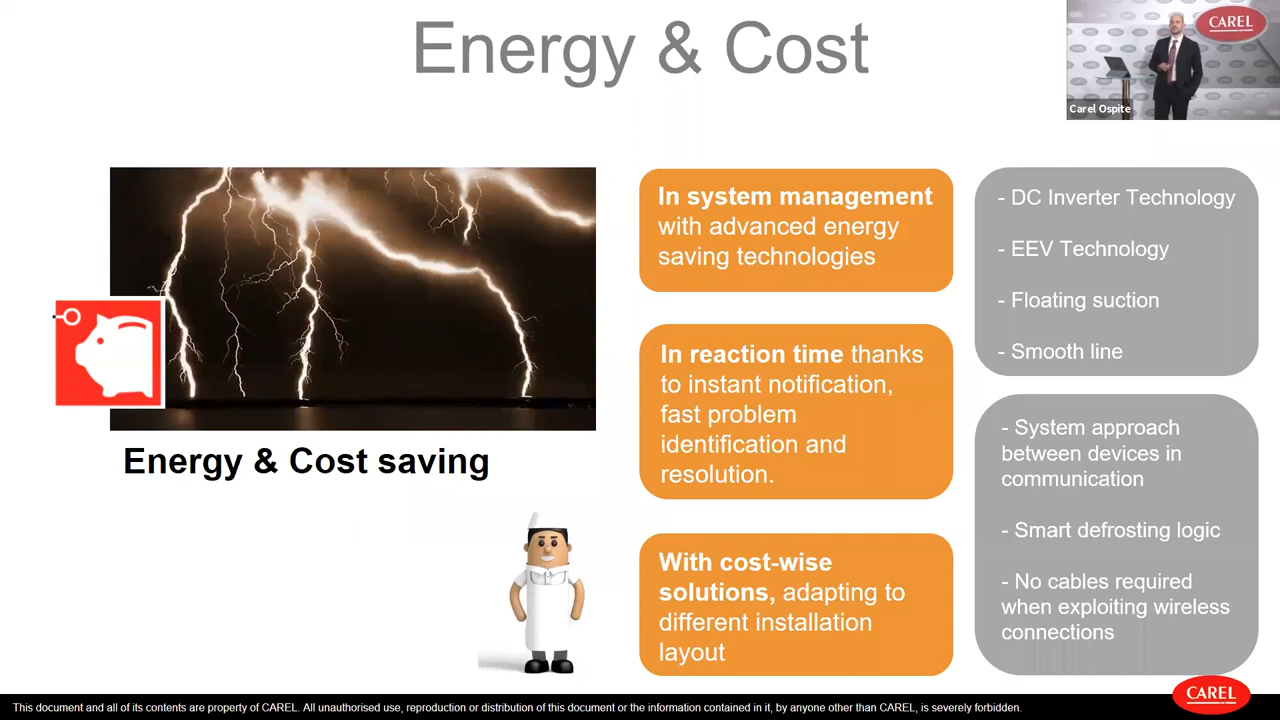 Energy & Cost
CAREL
Carel Ospite
Energy & Cost saving
In system management
with advanced energy
saving technologies
In reaction time thanks
to instant notification,
fast problem
identification and
resolution.
With cost-wise
solutions, adapting to
different installation
layout
- DC Inverter Technology
- EEV Technology
- Floating suction
- Smooth line
- System approach
between devices in
communication
- Smart defrosting logic
- No cables required
when exploiting wireless
connections
This document and all of its contents are property of CAREL. All unauthorised use, reproduction or distribution of this document or the information contained in it, by anyone other than CAREL, is severely forbidden.
CAREL